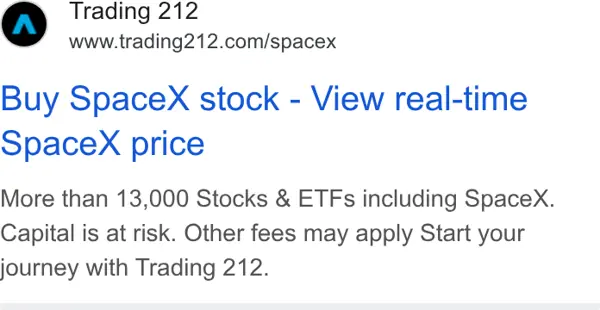 Trading 212
www.trading212.com/spacex
Buy SpaceX stock - View real-time
SpaceX price
More than 13,000 Stocks & ETFs including SpaceX.
Capital is at risk. Other fees may apply Start your
journey with Trading 212.